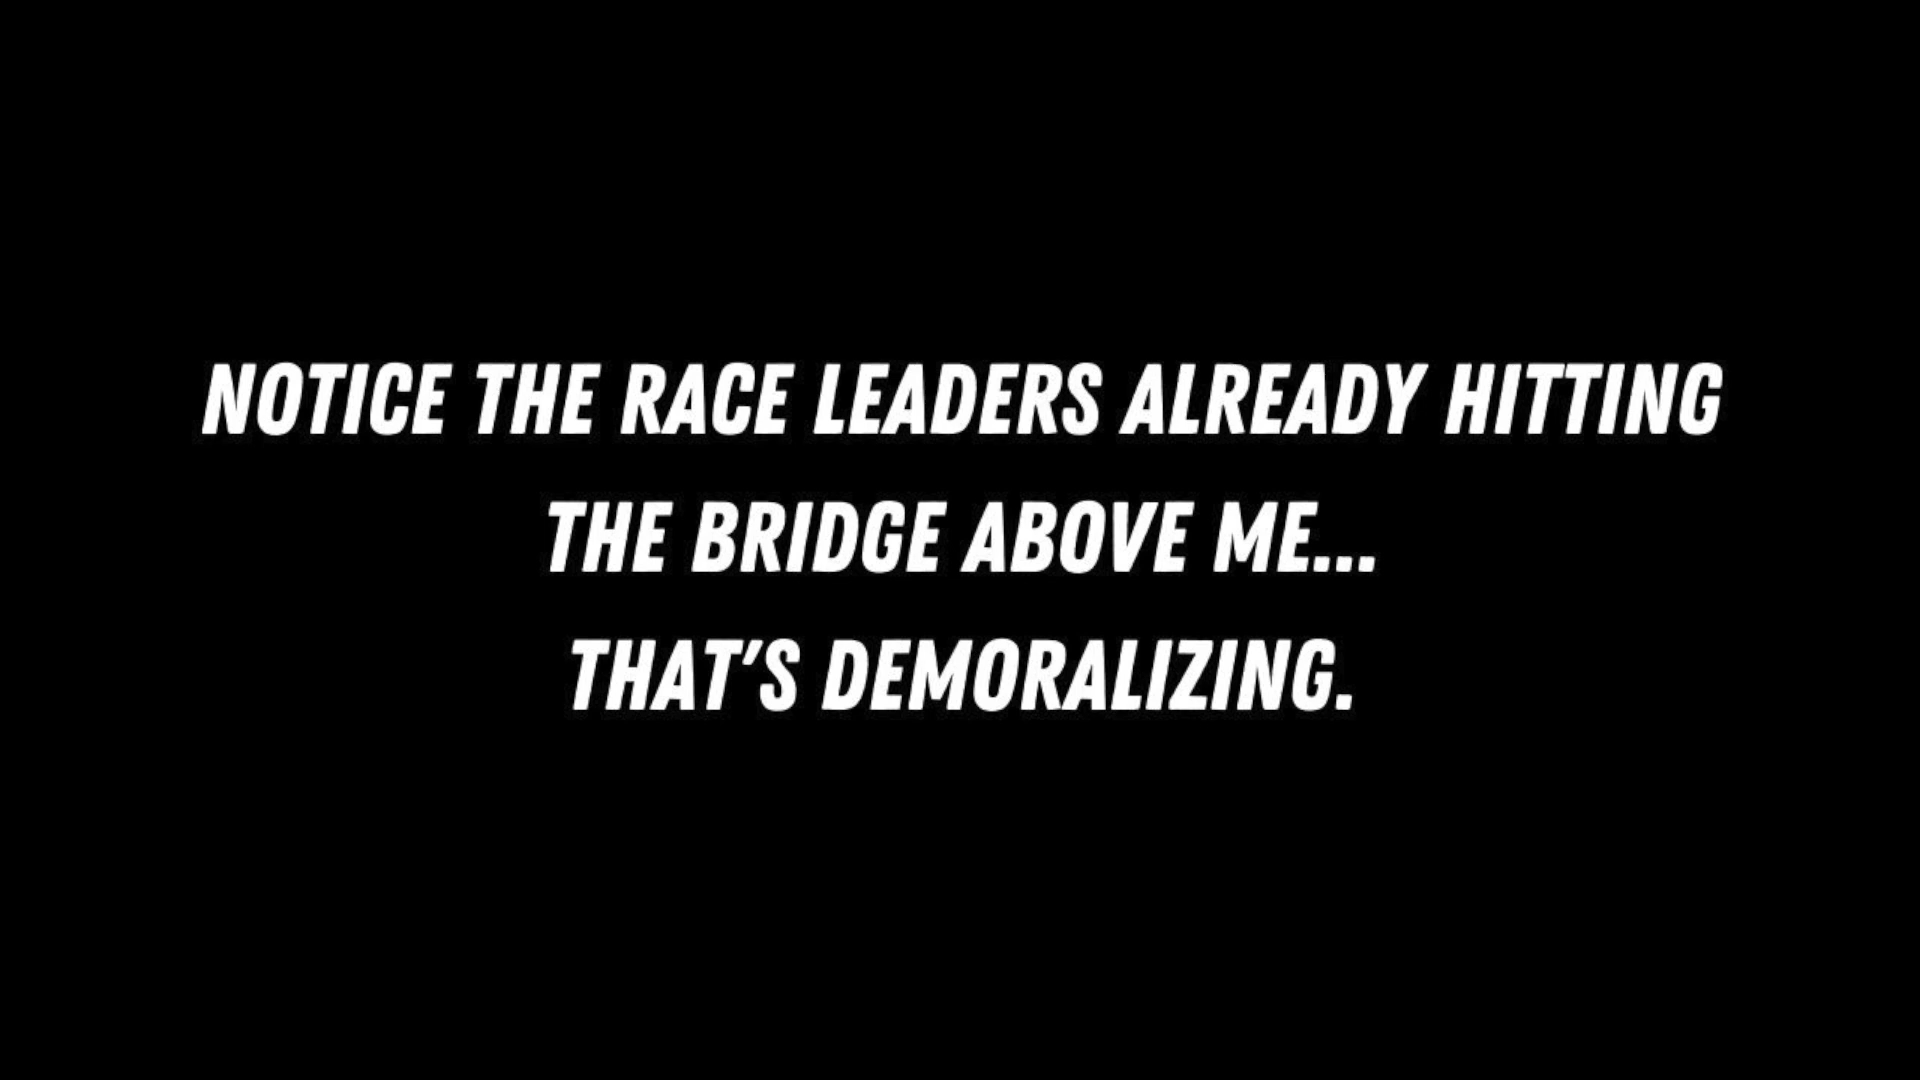 NOTICE THE RACE LEADERS ALREADY HITTING
THE BRIDGE ABOVE ME...
THAT'S DEMORALIZING.